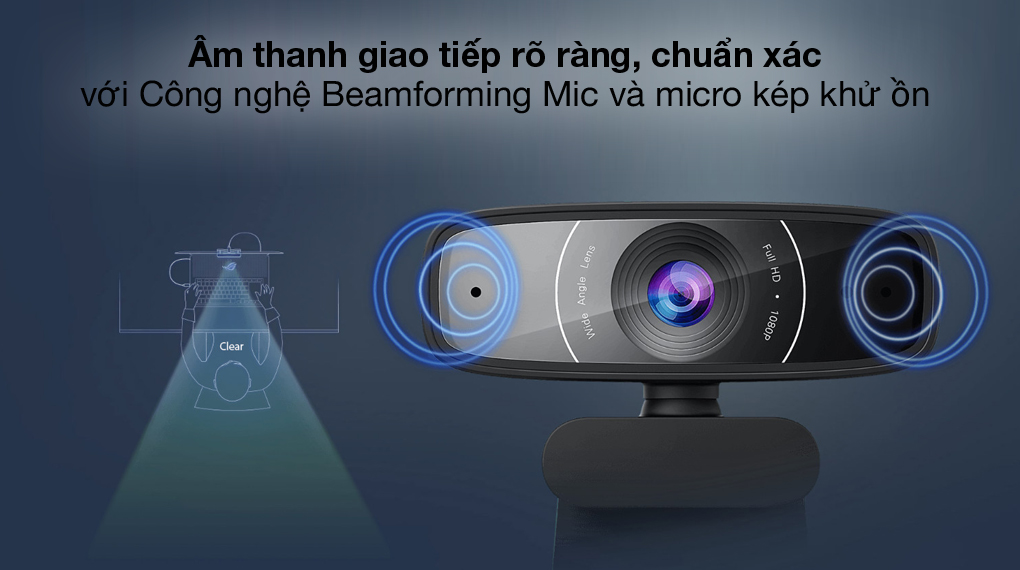 Âm thanh giao tiếp rõ ràng, chuẩn xác
với Công nghệ Beamforming Mic và micro kép khử ồn
Clear
Wide Angle Lens
Full HD • 1080P